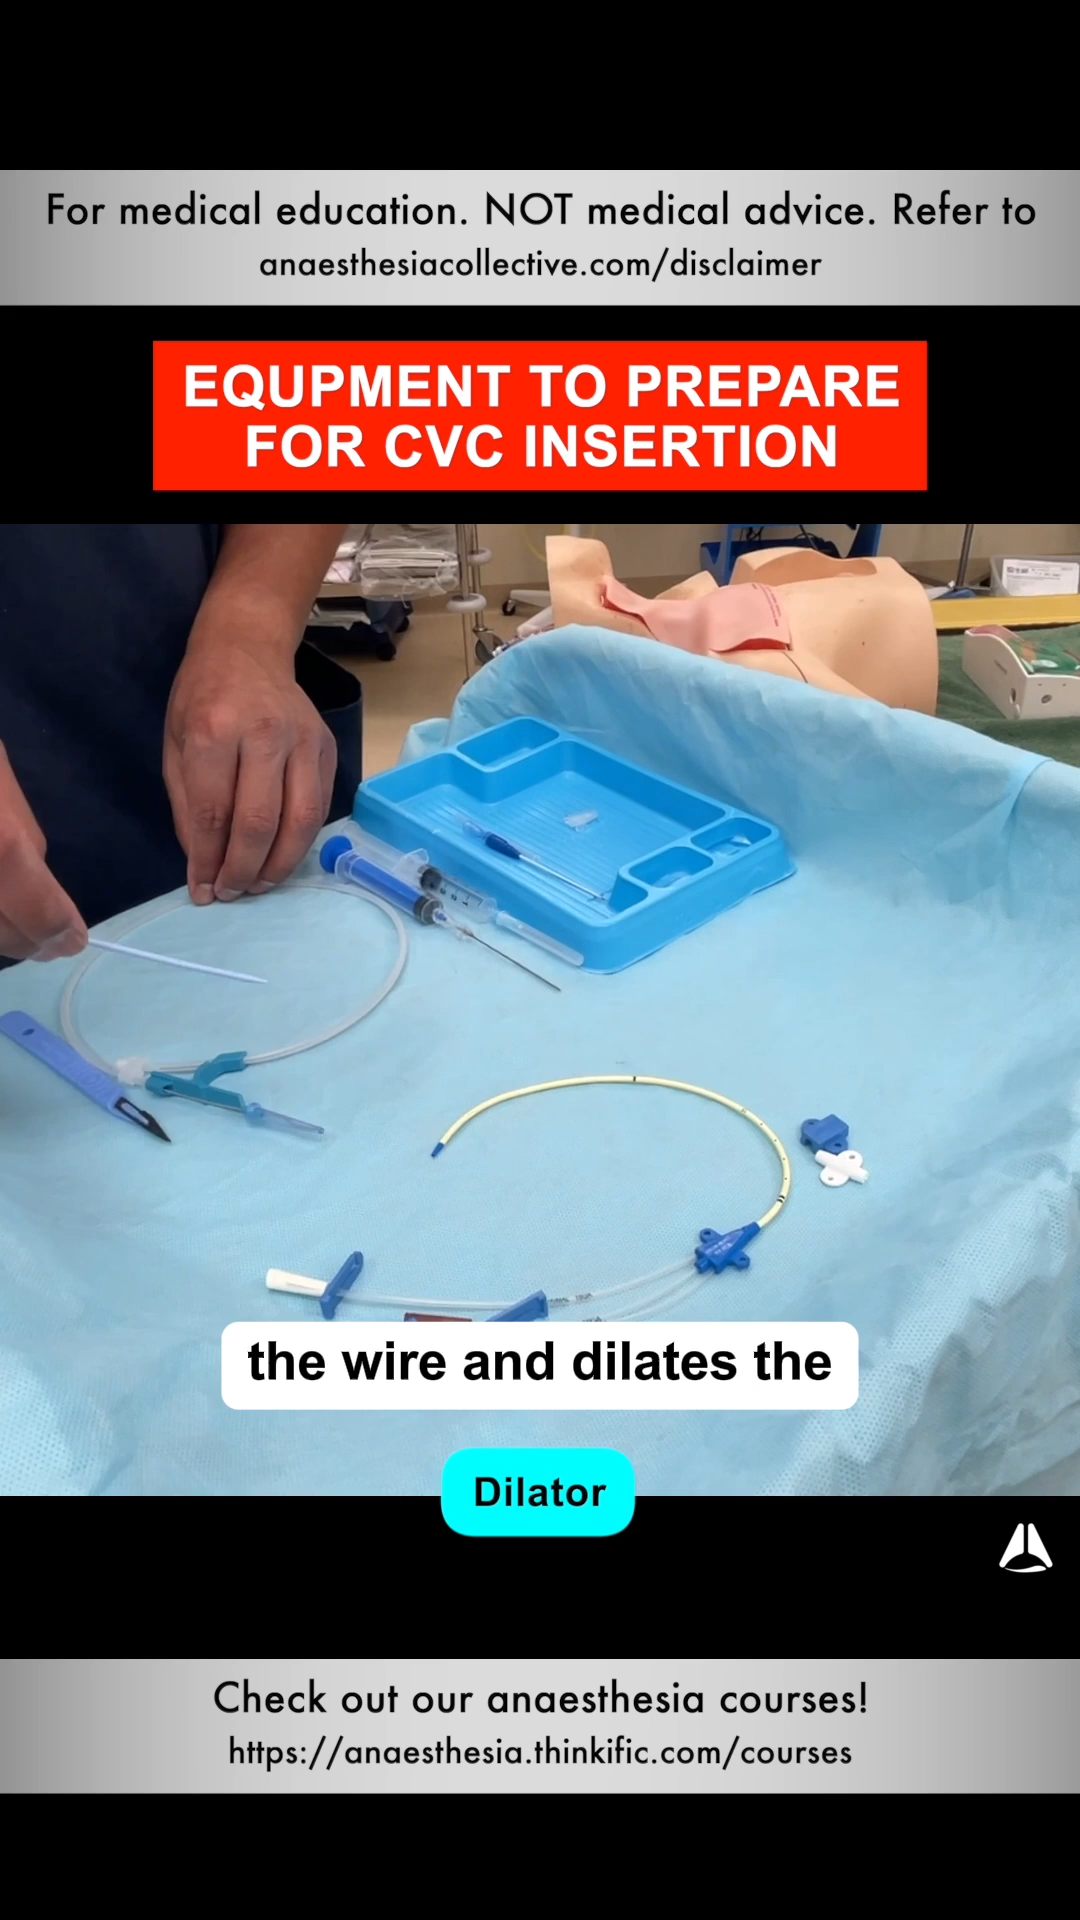 For medical education. NOT medical advice. Refer to
anaesthesiacollective.com/disclaimer
EQUPMENT TO PREPARE
FOR CVC INSERTION
the wire and dilates the
Dilator
Check out our anaesthesia courses!
https://anaesthesia.thinkific.com/courses